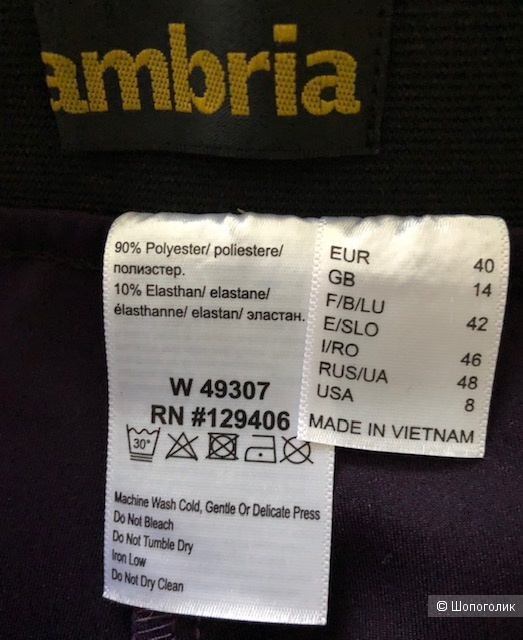 ambria
90% Polyester/ poliestere/
полиэстер.
10% Elasthan/ elastane/
élasthanne/ elastan/ эластан.
W 49307
RN #129406
30°
Machine Wash Cold, Gentle Or Delicate Press
Do Not Bleach
Do Not Tumble Dry
Iron Low
Do Not Dry Clean
EUR 40
GB 14
F/B/LU
E/SLO 42
I/RO 46
RUS/UA 48
USA 8
MADE IN VIETNAM
© Шопоголик